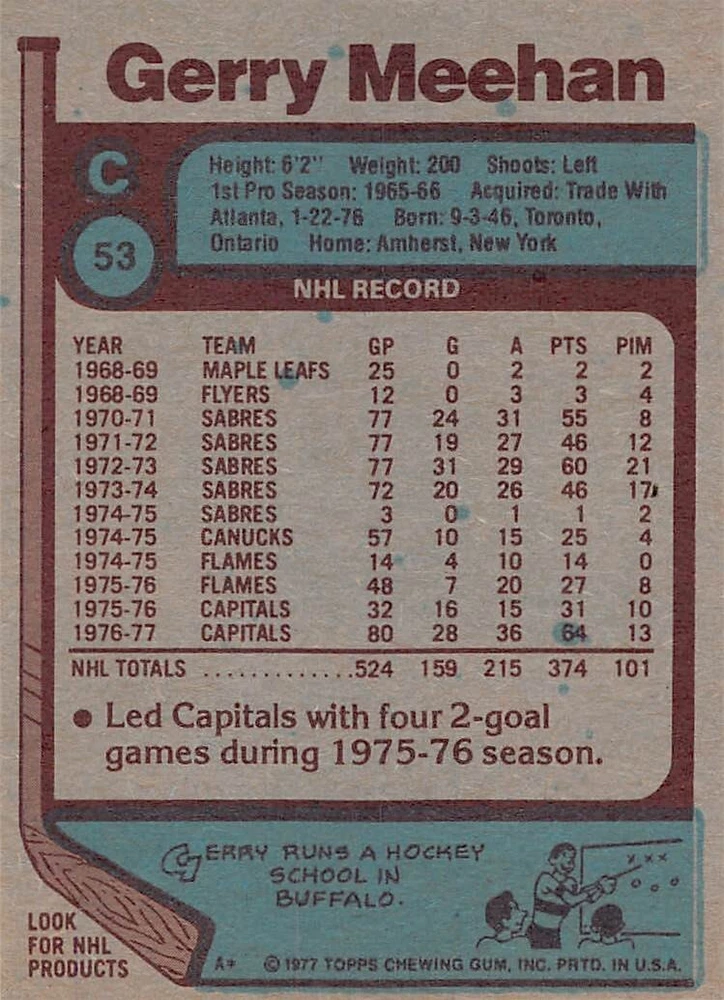 Gerry Meehan
C
53
Height: 6'2" Weight: 200 Shoots: Left
1st Pro Season: 1965-66 Acquired: Trade With
Atlanta, 1-22-76 Born: 9-3-46, Toronto,
Ontario Home: Amherst, New York
NHL RECORD
YEAR TEAM GP G A PTS PIM
1968-69 MAPLE LEAFS 25 0 2 2 2
1968-69 FLYERS 12 0 3 3 4
1970-71 SABRES 77 24 31 55 8
1971-72 SABRES 77 19 27 46 12
1972-73 SABRES 77 31 29 60 21
1973-74 SABRES 72 20 26 46 17
1974-75 SABRES 3 0 1 1 2
1974-75 CANUCKS 57 10 15 25 4
1974-75 FLAMES 14 4 10 14 0
1975-76 FLAMES 48 7 20 27 8
1975-76 CAPITALS 32 16 15 31 10
1976-77 CAPITALS 80 28 36 64 13
NHL TOTALS .............524 159 215 374 101
● Led Capitals with four 2-goal
games during 1975-76 season.
GERRY RUNS A HOCKEY
SCHOOL IN
BUFFALO.
LOOK
FOR NHL
PRODUCTS
A* © 1977 TOPPS CHEWING GUM, INC. PRTD. IN U.S.A.